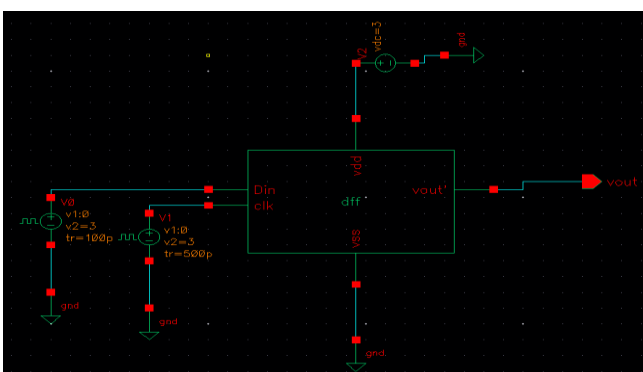 vdc=3
V2
gnd
vdd
Din
vout'
vout
clk
dff
V0
v1:0
v2=3
tr=100p
V1
v1:0
v2=3
tr=500p
vss
gnd
gnd
gnd